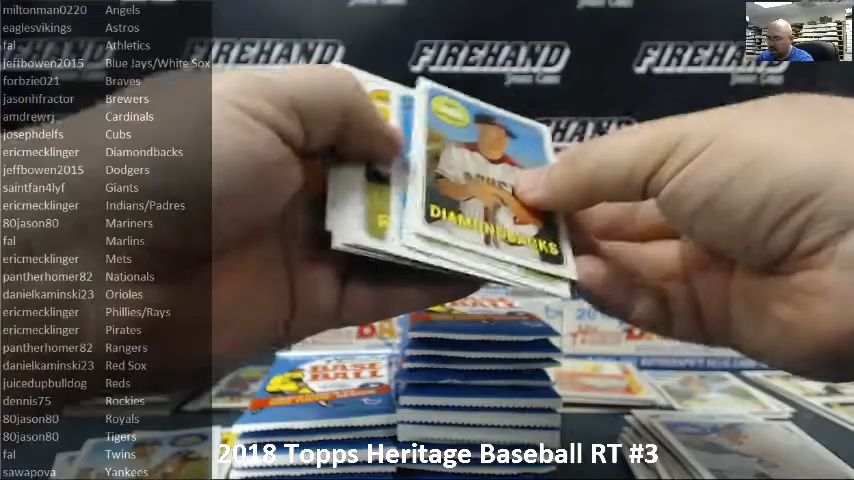 miltonman0220 Angels
eaglesvikings Astros
fal Athletics
jeffbowen2015 Blue Jays/White Sox
forbzie021 Braves
jasonhfractor Brewers
amdrewrj Cardinals
josephdelfs Cubs
ericmecklinger Diamondbacks
jeffbowen2015 Dodgers
saintfan4lyf Giants
ericmecklinger Indians/Padres
80jason80 Mariners
fal Marlins
ericmecklinger Mets
pantherhomer82 Nationals
danielkaminski23 Orioles
ericmecklinger Phillies/Rays
ericmecklinger Pirates
pantherhomer82 Rangers
danielkaminski23 Red Sox
juicedupbulldog Reds
dennis75 Rockies
80jason80 Royals
80jason80 Tigers
fal Twins
sawapova Yankees
FIREHAND
FIREHAND
FIREHAND
DIAMONDBACKS
BASE
BALL
2018 Topps Heritage Baseball RT #3